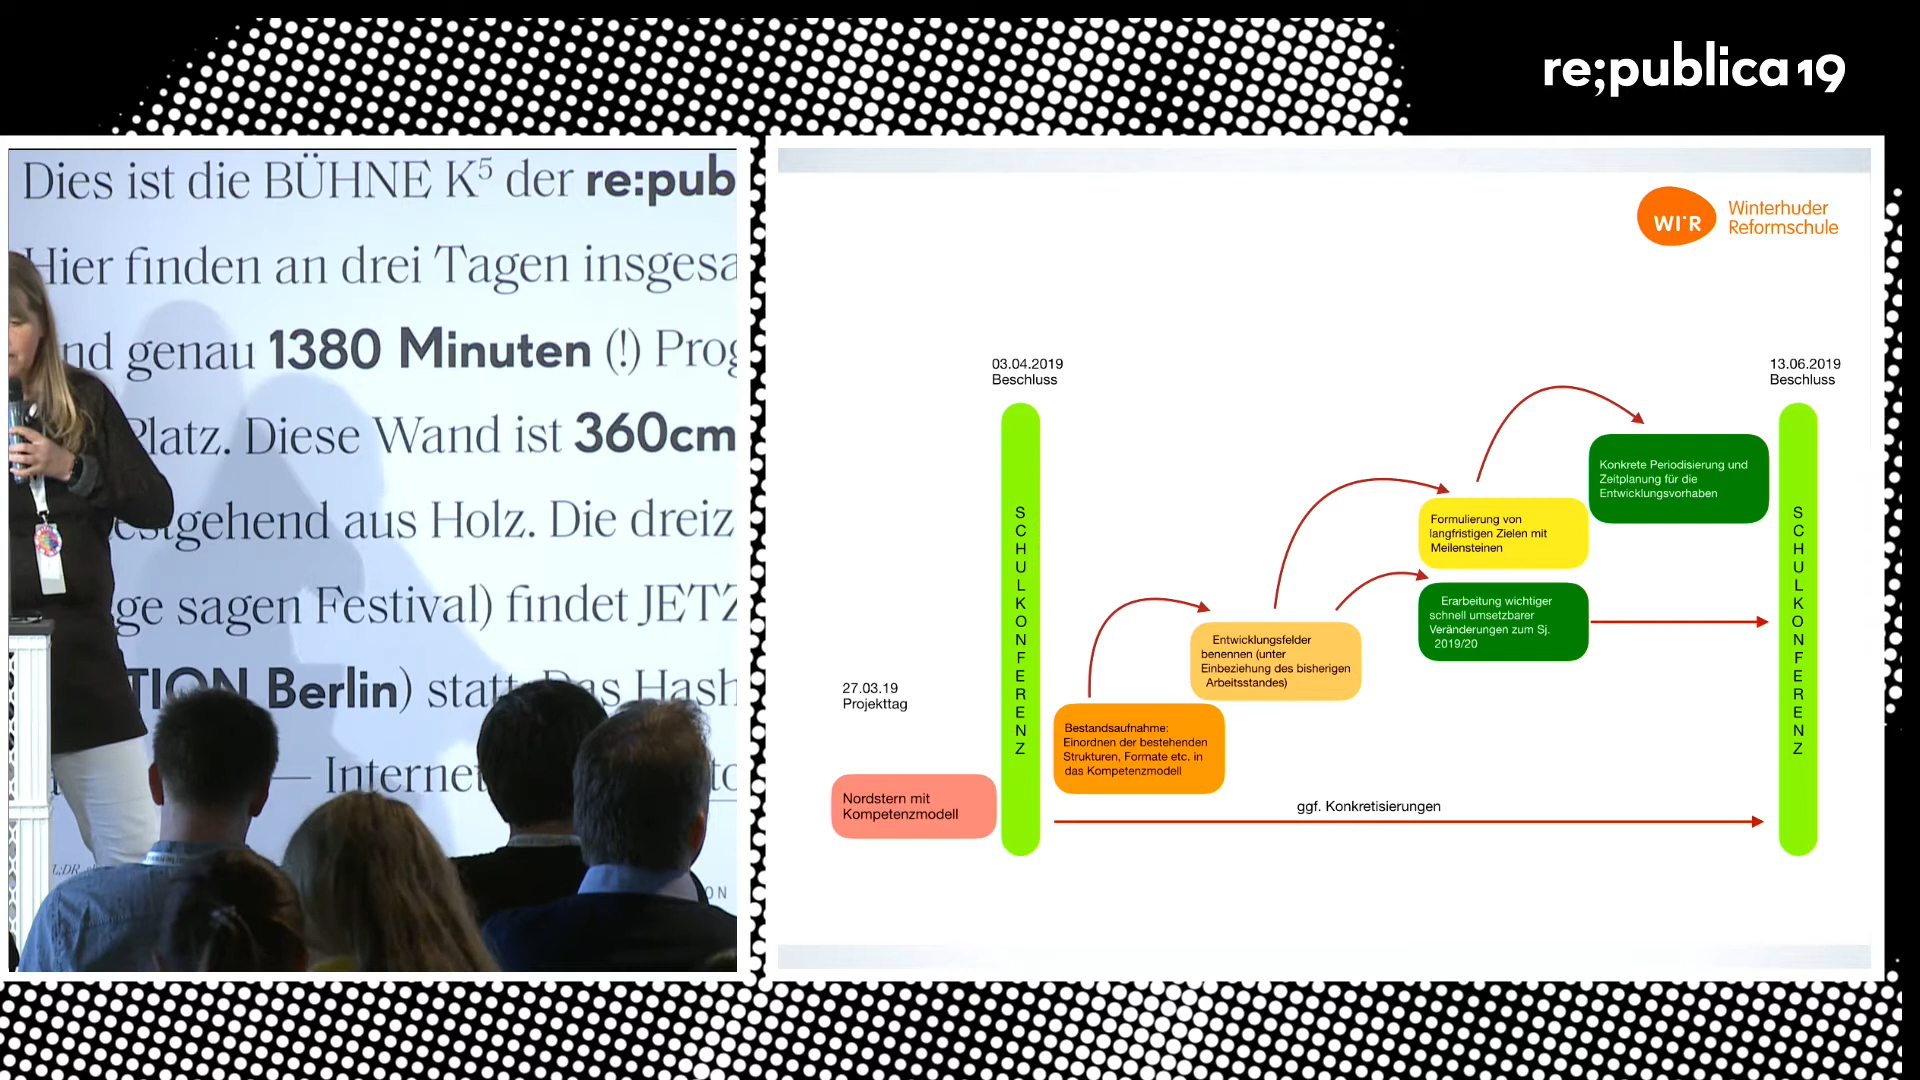 re;publica 19
Dies ist die BÜHNE K5 der re:pub
Hier finden an drei Tagen insgesa
nd genau 1380 Minuten (!) Prog
Platz. Diese Wand ist 360cm
estgehend aus Holz. Die dreiz
ge sagen Festival) findet JETZ
TION Berlin) statt. Das Hash
— Internet
WI:R
Winterhuder
Reformschule
03.04.2019
Beschluss
13.06.2019
Beschluss
SCHULKONFERENZ
Konkrete Periodisierung und
Zeitplanung für die
Entwicklungsvorhaben
Formulierung von
langfristigen Zielen mit
Meilensteinen
Erarbeitung wichtiger
schnell umsetzbarer
Veränderungen zum Sj.
2019/20
Entwicklungsfelder
benennen (unter
Einbeziehung des bisherigen
Arbeitsstandes)
27.03.19
Projekttag
Bestandsaufnahme:
Einordnen der bestehenden
Strukturen, Formate etc. in
das Kompetenzmodell
Nordstern mit
Kompetenzmodell
ggf. Konkretisierungen
SCHULKONFERENZ